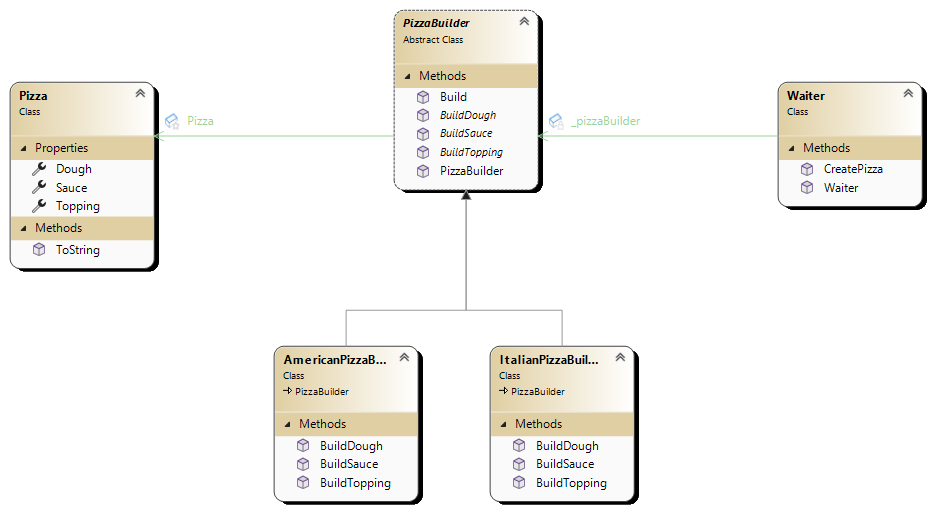 PizzaBuilder
Abstract Class
Methods
Build
BuildDough
BuildSauce
BuildTopping
PizzaBuilder
Pizza
Class
Properties
Dough
Sauce
Topping
Methods
ToString
Pizza
_pizzaBuilder
Waiter
Class
Methods
CreatePizza
Waiter
AmericanPizzaB...
Class
PizzaBuilder
Methods
BuildDough
BuildSauce
BuildTopping
ItalianPizzaBuil...
Class
PizzaBuilder
Methods
BuildDough
BuildSauce
BuildTopping